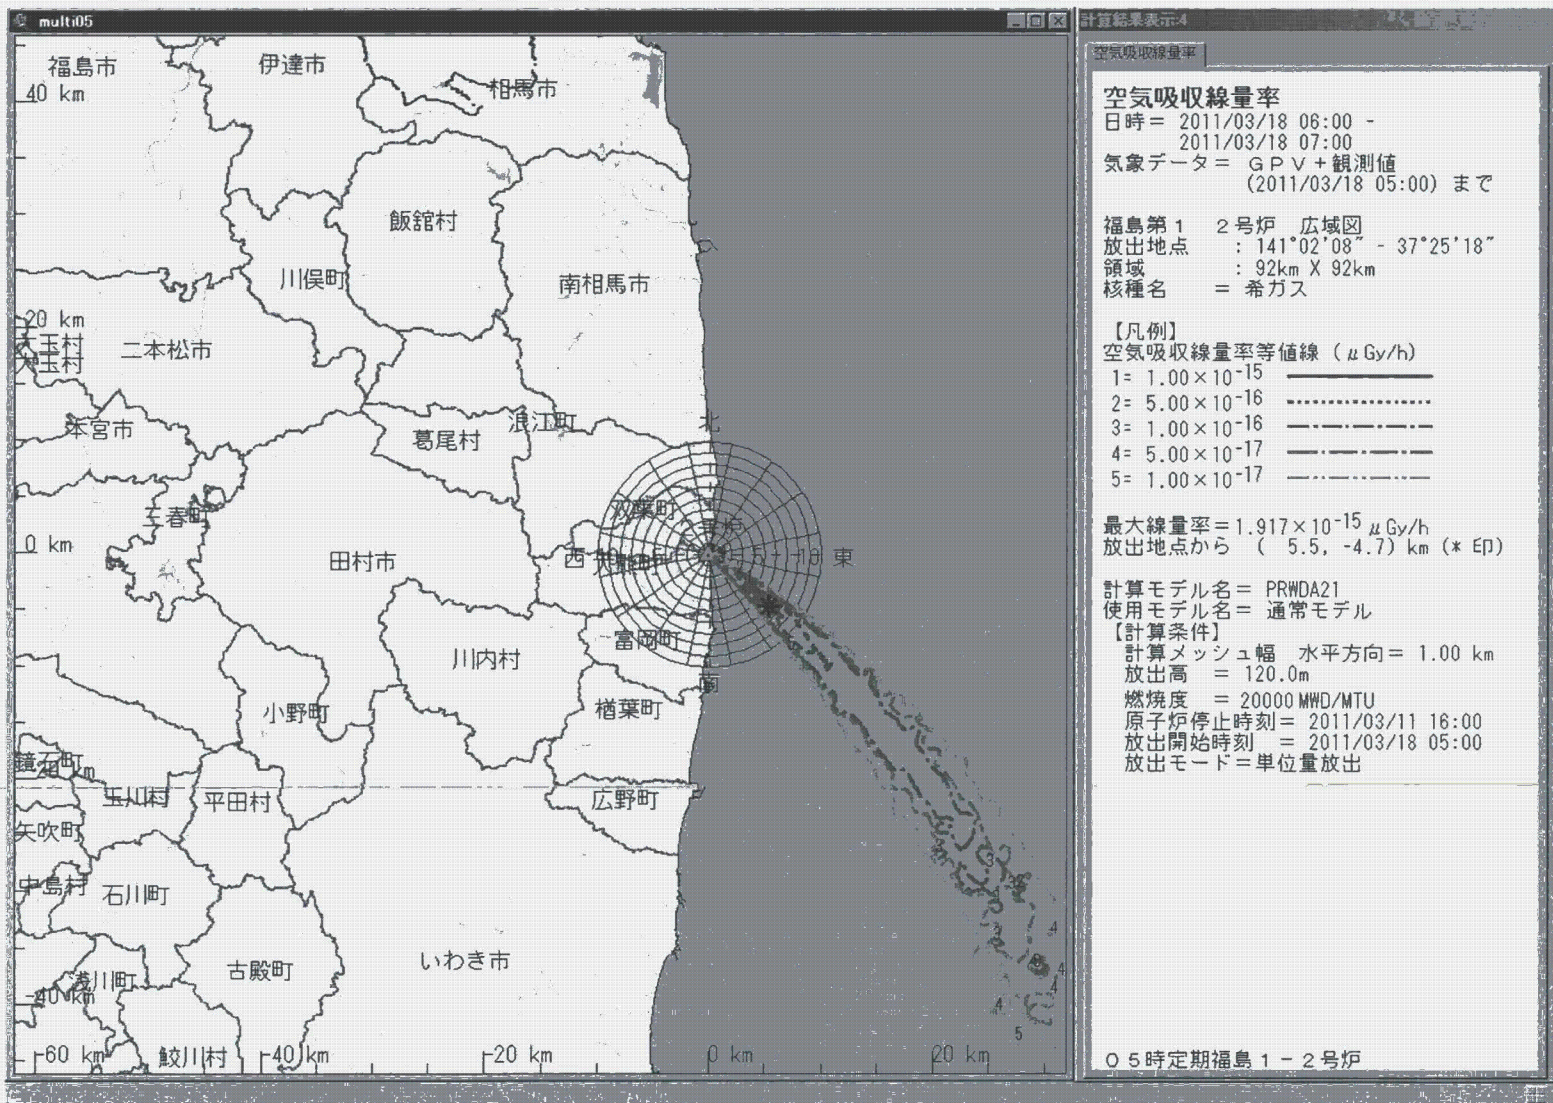 multi05
福島市
伊達市
相馬市
40 km
飯舘村
川俣町
南相馬市
20 km
大玉村
大玉村
二本松市
本宮市
葛尾村
浪江町
北
三春町
双葉町
0 km
田村市
西
東
富岡町
川内村
南
小野町
楢葉町
鏡石町
玉川村
平田村
広野町
矢吹町
中島村
石川町
古殿町
いわき市
浅川町
-40 km
鮫川村
-60 km
-40 km
-20 km
0 km
20 km
3
4
4
4
4
5
計算結果表示:4
空気吸収線量率
空気吸収線量率
日時= 2011/03/18 06:00 -
2011/03/18 07:00
気象データ= GPV+観測値
(2011/03/18 05:00) まで
福島第1 2号炉 広域図
放出地点 : 141°02'08" - 37°25'18"
領域 : 92km X 92km
核種名 = 希ガス
【凡例】
空気吸収線量率等値線 (μGy/h)
1= 1.00×10⁻¹⁵
2= 5.00×10⁻¹⁶
3= 1.00×10⁻¹⁶
4= 5.00×10⁻¹⁷
5= 1.00×10⁻¹⁷
最大線量率=1.917×10⁻¹⁵ μGy/h
放出地点から ( 5.5, -4.7) km (* 印)
計算モデル名= PRWDA21
使用モデル名= 通常モデル
【計算条件】
計算メッシュ幅 水平方向= 1.00 km
放出高 = 120.0m
燃焼度 = 20000MWD/MTU
原子炉停止時刻= 2011/03/11 16:00
放出開始時刻 = 2011/03/18 05:00
放出モード=単位量放出
05時定期福島1-2号炉